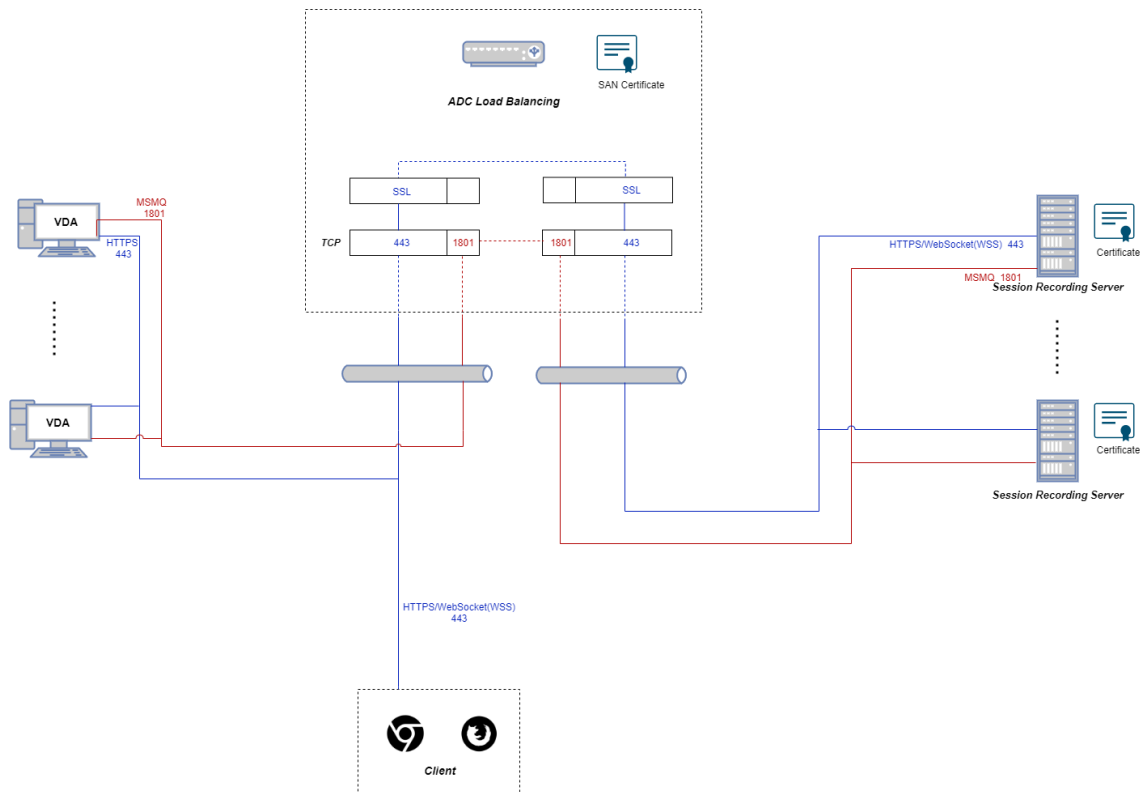 SAN Certificate
ADC Load Balancing
SSL
SSL
TCP
443
1801
1801
443
VDA
MSMQ
1801
HTTPS
443
VDA
HTTPS/WebSocket(WSS) 443
MSMQ 1801
Certificate
Session Recording Server
Certificate
Session Recording Server
HTTPS/WebSocket(WSS)
443
Client